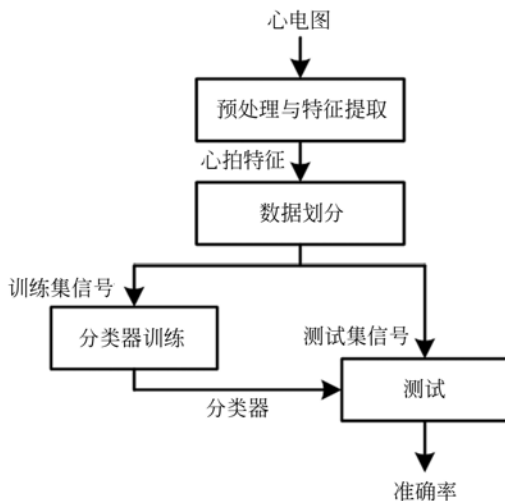 心电图
预处理与特征提取
心拍特征
数据划分
训练集信号
分类器训练
测试集信号
测试
分类器
准确率